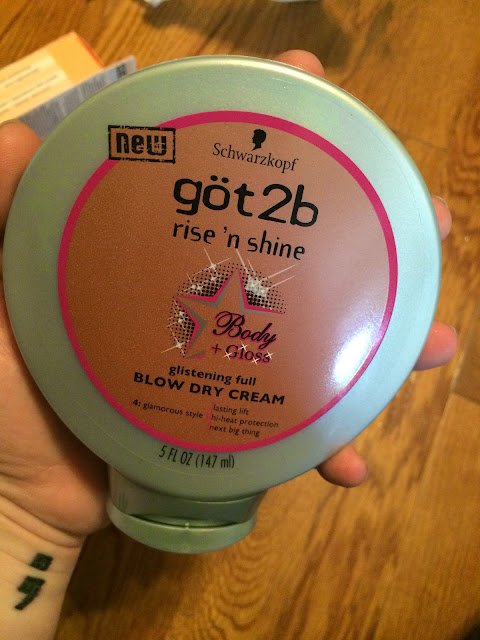 new
Schwarzkopf
göt2b
rise 'n shine
Body
+ Gloss
glistening full
BLOW DRY CREAM
4: glamorous style
lasting lift
hi-heat protection
next big thing
5 FL OZ (147 ml)
;